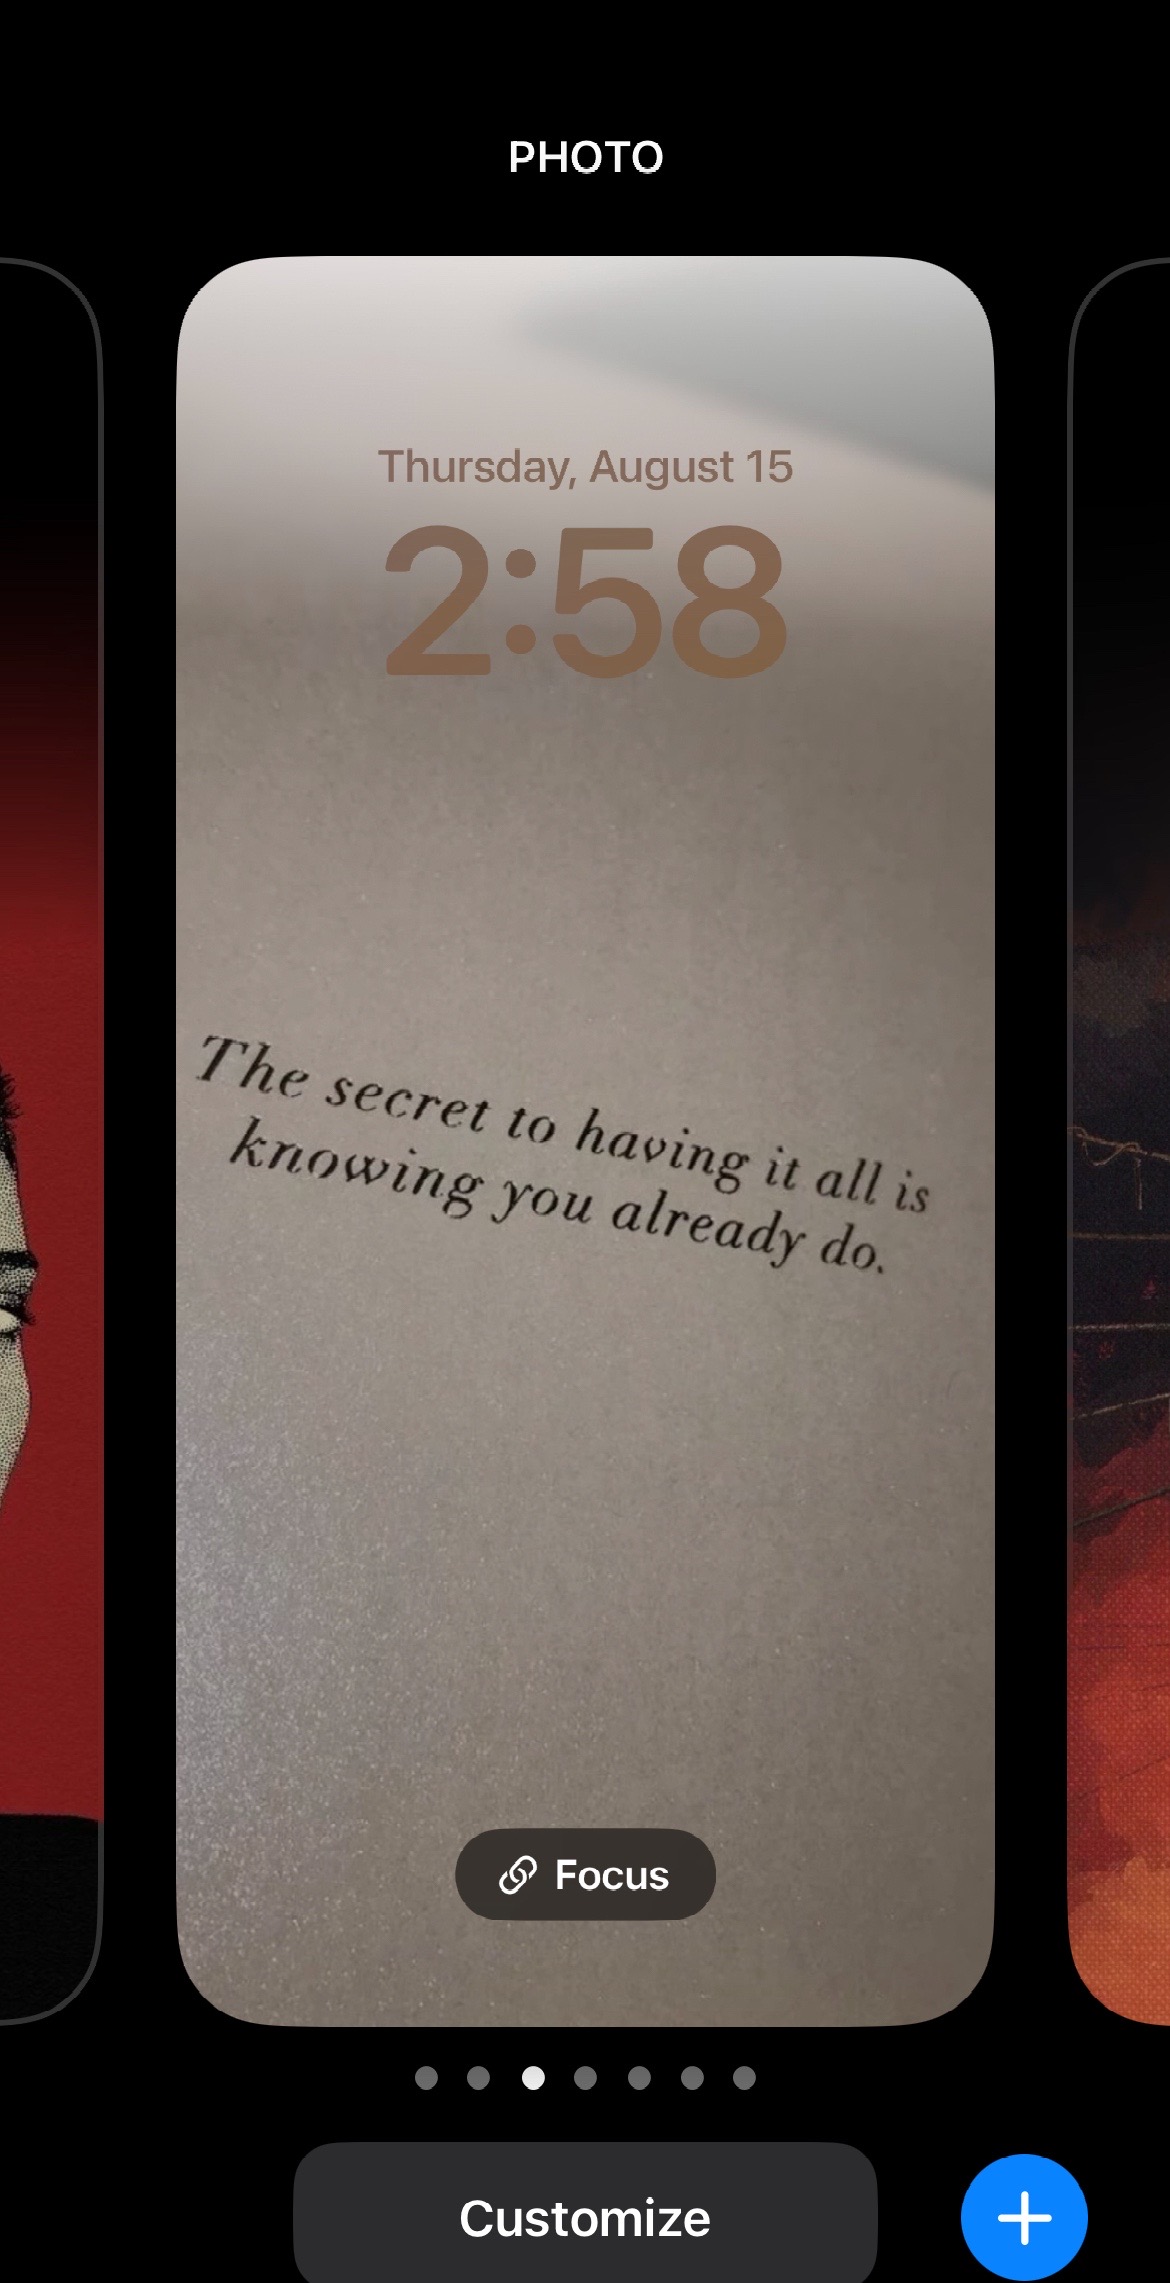 PHOTO
Thursday, August 15
2:58
The secret to having it all is
knowing you already do.
Focus
Customize